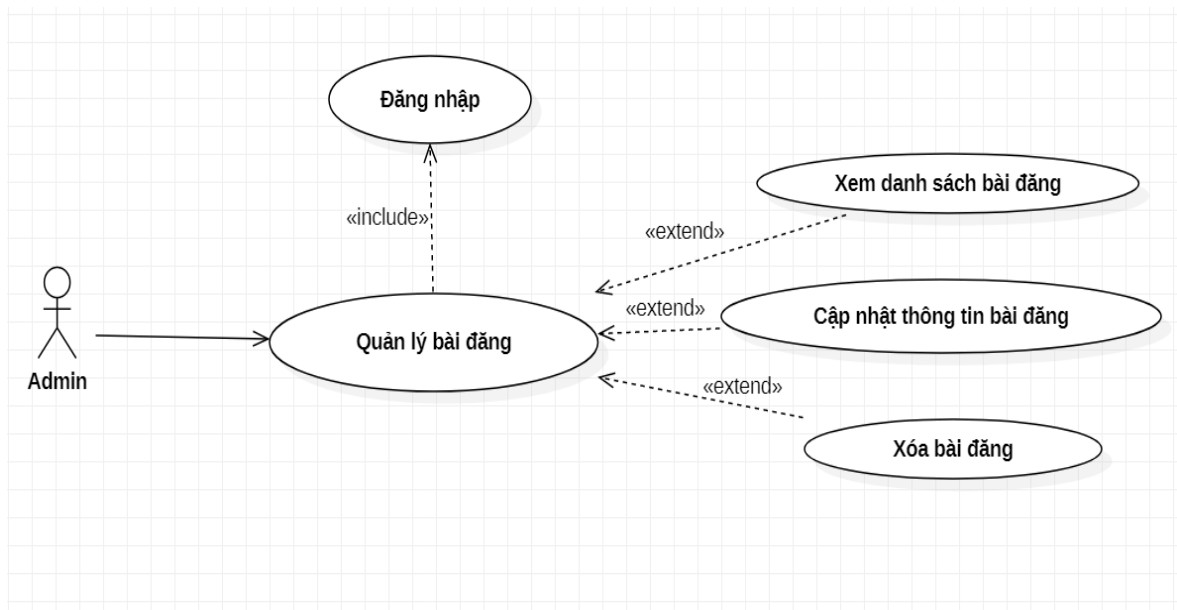 Đăng nhập
«include»
Xem danh sách bài đăng
«extend»
«extend»
Cập nhật thông tin bài đăng
Quản lý bài đăng
Admin
«extend»
Xóa bài đăng